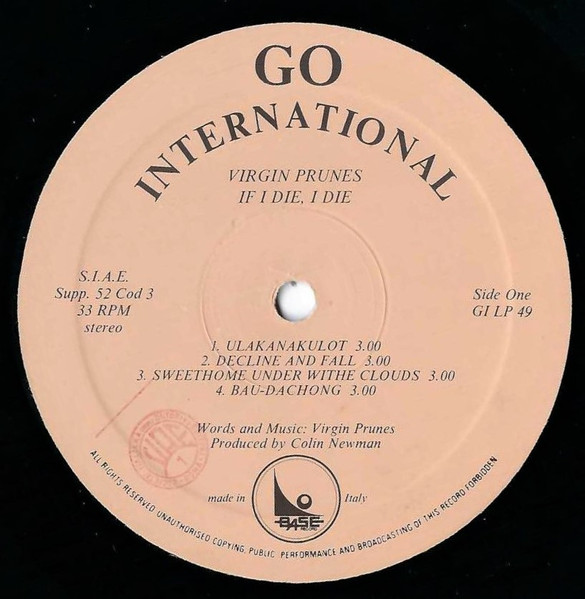 GO
INTERNATIONAL
VIRGIN PRUNES
IF I DIE, I DIE
S.I.A.E.
Supp. 52 Cod 3
33 RPM
stereo
Side One
GI LP 49
1. ULAKANAKULOT 3.00
2. DECLINE AND FALL 3.00
3. SWEETHOME UNDER WITHE CLOUDS 3.00
4. BAU-DACHONG 3.00
Words and Music: Virgin Prunes
Produced by Colin Newman
made in
Italy
BASE
RECORD
ALL RIGHTS RESERVED. UNAUTHORISED COPYING, PUBLIC PERFORMANCE AND BROADCASTING OF THIS RECORD FORBIDDEN